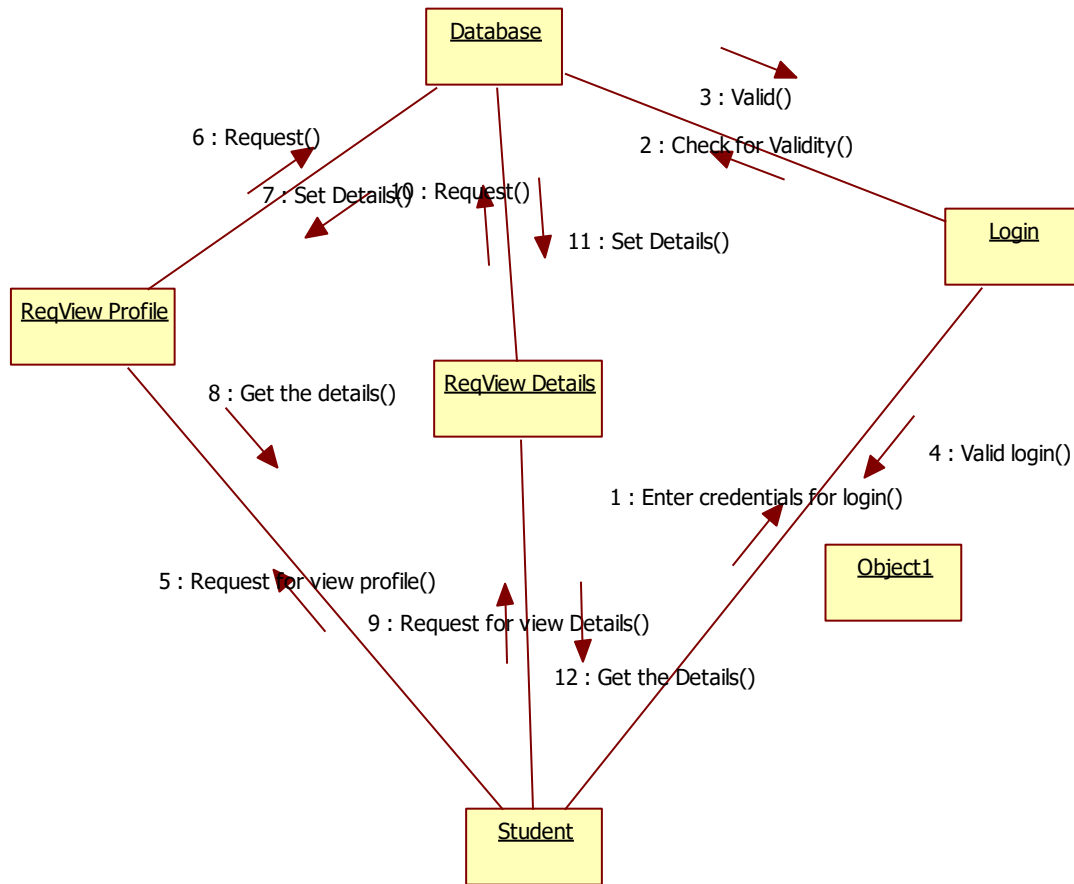 Database
3 : Valid()
6 : Request()
2 : Check for Validity()
7 : Set Details()
10 : Request()
11 : Set Details()
Login
ReqView Profile
ReqView Details
8 : Get the details()
4 : Valid login()
1 : Enter credentials for login()
Object1
5 : Request for view profile()
9 : Request for view Details()
12 : Get the Details()
Student